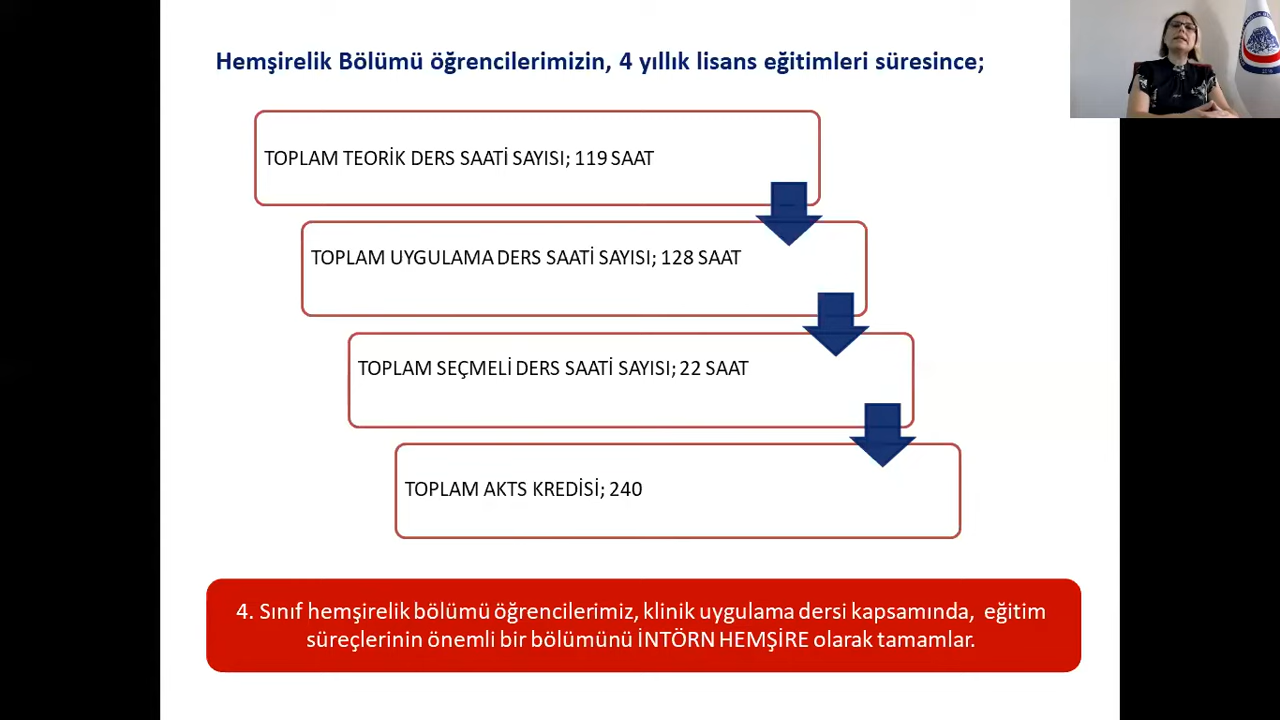 Hemşirelik Bölümü öğrencilerimizin, 4 yıllık lisans eğitimleri süresince;
TOPLAM TEORİK DERS SAATİ SAYISI; 119 SAAT
TOPLAM UYGULAMA DERS SAATİ SAYISI; 128 SAAT
TOPLAM SEÇMELİ DERS SAATİ SAYISI; 22 SAAT
TOPLAM AKTS KREDİSİ; 240
4. Sınıf hemşirelik bölümü öğrencilerimiz, klinik uygulama dersi kapsamında, eğitim
süreçlerinin önemli bir bölümünü İNTÖRN HEMŞİRE olarak tamamlar.